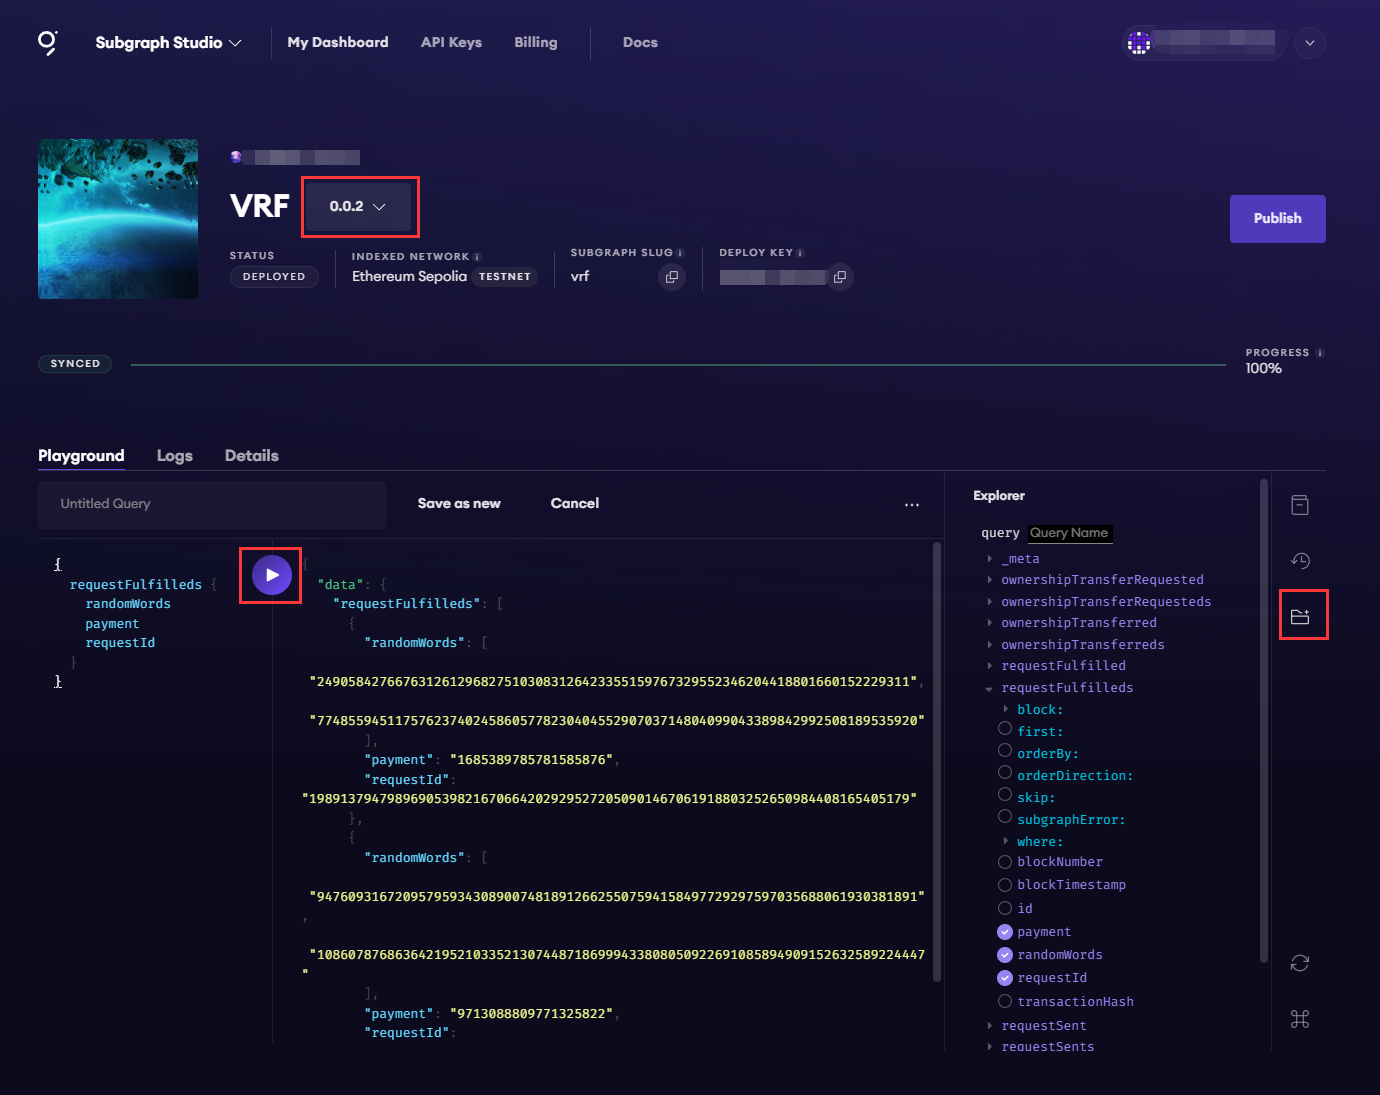 Subgraph Studio
My Dashboard
API Keys
Billing
Docs
VRF
0.0.2
Publish
STATUS
DEPLOYED
INDEXED NETWORK
Ethereum Sepolia TESTNET
SUBGRAPH SLUG
vrf
DEPLOY KEY
SYNCED
PROGRESS
100%
Playground
Logs
Details
Untitled Query
Save as new
Cancel
{
requestFulfilleds {
randomWords
payment
requestId
}
}
{
"data": {
"requestFulfilleds": [
{
"randomWords": [
"24905842766763126129682751030831264233551597673295523462044188016601522293​11",
"77485594511757623740245860577823040455290703714804099043389842992508189535920"
],
"payment": "1685389785781585876",
"requestId":
"19891379479896905398216706642029295272050901467061918803252650984408165405179"
},
{
"randomWords": [
"94760931672095795934308900748189126625507594158497729297597035688061930381891"
,
"108607876863642195210335213074487186999433808050922691085894909152632589224447
"
],
"payment": "9713088809771325822",
"requestId":
Explorer
query Query Name
_meta
ownershipTransferRequested
ownershipTransferRequesteds
ownershipTransferred
ownershipTransferreds
requestFulfilled
requestFulfilleds
block:
first:
orderBy:
orderDirection:
skip:
subgraphError:
where:
blockNumber
blockTimestamp
id
payment
randomWords
requestId
transactionHash
requestSent
requestSents